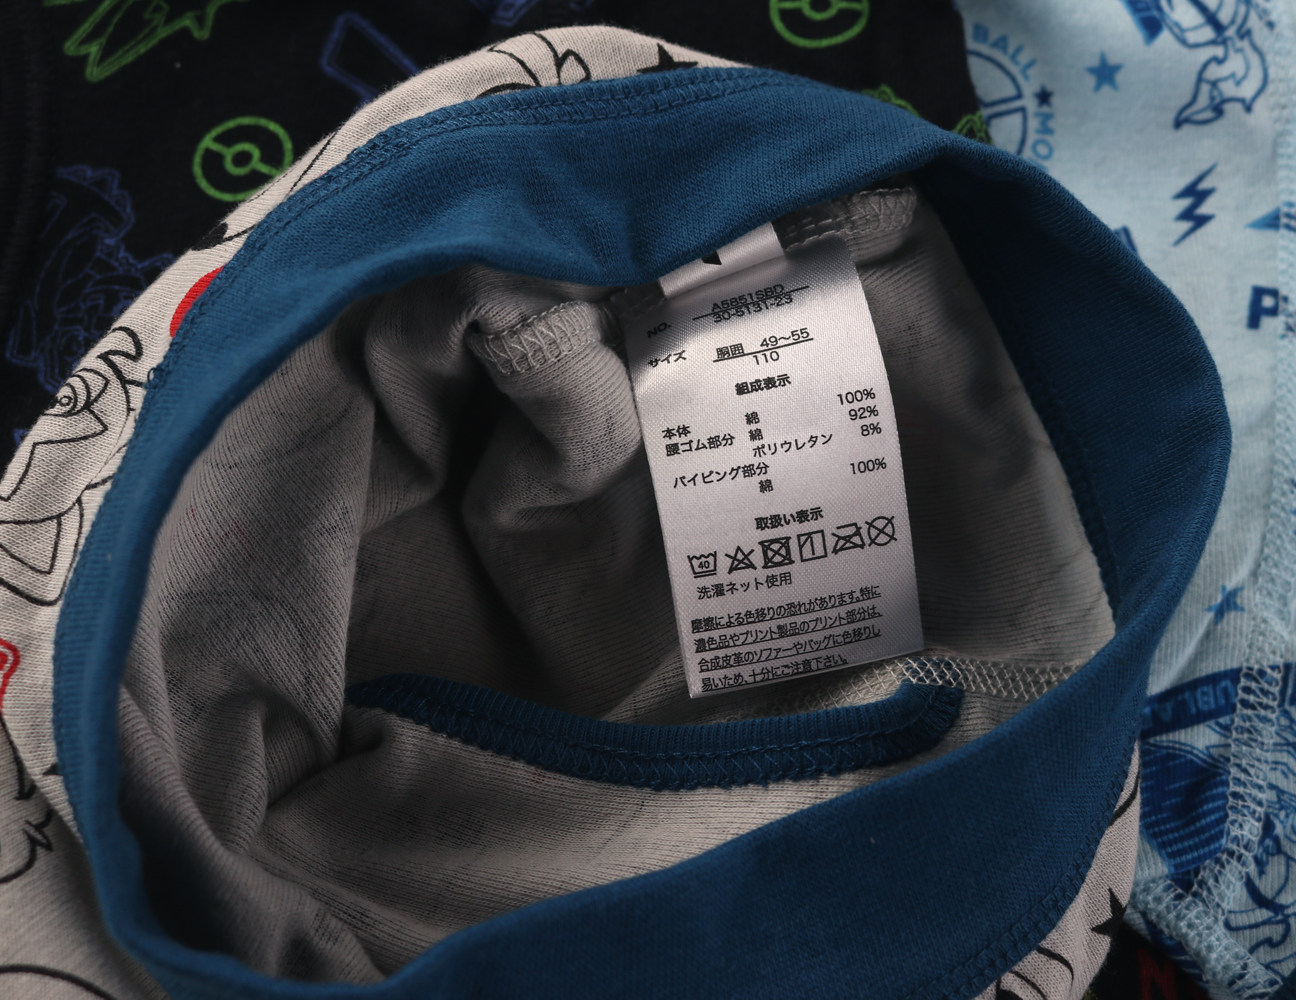 BALL ★ MO
P
UBLA
NO. A5851SBD
30-5131-23
サイズ 胴囲 49〜55
110
組成表示
本体 綿 100%
腰ゴム部分 綿 92%
ポリウレタン 8%
パイピング部分
綿 100%
取扱い表示
40
洗濯ネット使用
摩擦による色移りの恐れがあります。特に
濃色品やプリント製品のプリント部分は、
合成皮革のソファーやバッグに色移りし
易いため、十分にご注意下さい。
N